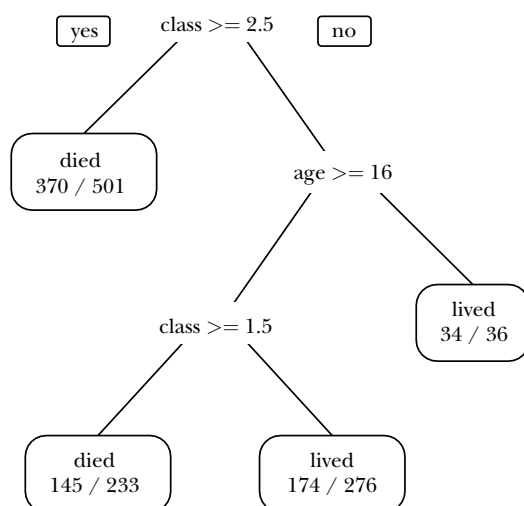 yes
class >= 2.5
no
died
370 / 501
age >= 16
lived
34 / 36
class >= 1.5
died
145 / 233
lived
174 / 276